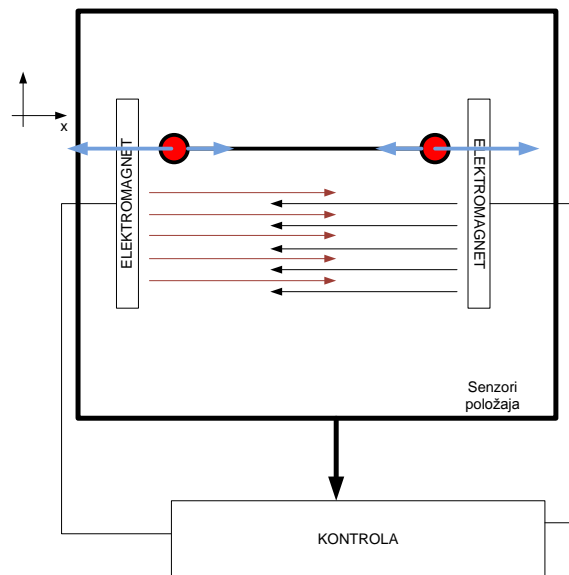 x
ELEKTROMAGNET
ELEKTROMAGNET
Senzori
položaja
KONTROLA